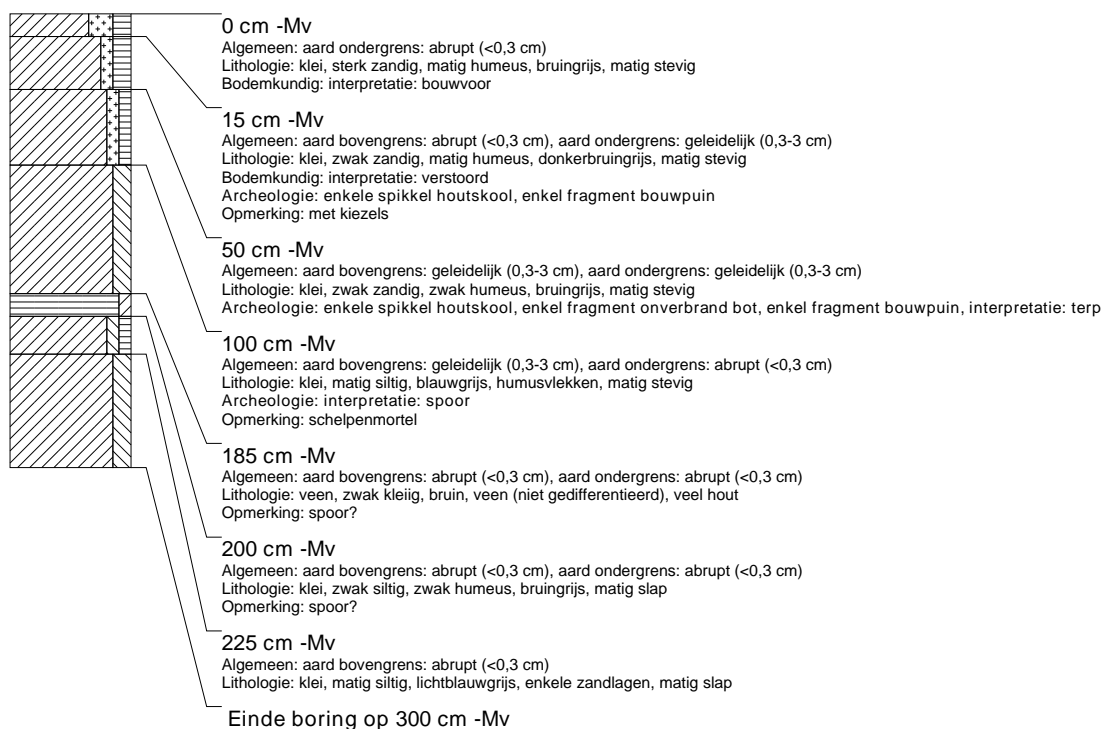 0 cm -Mv
Algemeen: aard ondergrens: abrupt (<0,3 cm)
Lithologie: klei, sterk zandig, matig humeus, bruingrijs, matig stevig
Bodemkundig: interpretatie: bouwvoor
15 cm -Mv
Algemeen: aard bovengrens: abrupt (<0,3 cm), aard ondergrens: geleidelijk (0,3-3 cm)
Lithologie: klei, zwak zandig, matig humeus, donkerbruingrijs, matig stevig
Bodemkundig: interpretatie: verstoord
Archeologie: enkele spikkel houtskool, enkel fragment bouwpuin
Opmerking: met kiezels
50 cm -Mv
Algemeen: aard bovengrens: geleidelijk (0,3-3 cm), aard ondergrens: geleidelijk (0,3-3 cm)
Lithologie: klei, zwak zandig, zwak humeus, bruingrijs, matig stevig
Archeologie: enkele spikkel houtskool, enkel fragment onverbrand bot, enkel fragment bouwpuin, interpretatie: terp
100 cm -Mv
Algemeen: aard bovengrens: geleidelijk (0,3-3 cm), aard ondergrens: abrupt (<0,3 cm)
Lithologie: klei, matig siltig, blauwgrijs, humusvlekken, matig stevig
Archeologie: interpretatie: spoor
Opmerking: schelpenmortel
185 cm -Mv
Algemeen: aard bovengrens: abrupt (<0,3 cm), aard ondergrens: abrupt (<0,3 cm)
Lithologie: veen, zwak kleiig, bruin, veen (niet gedifferentieerd), veel hout
Opmerking: spoor?
200 cm -Mv
Algemeen: aard bovengrens: abrupt (<0,3 cm), aard ondergrens: abrupt (<0,3 cm)
Lithologie: klei, zwak siltig, zwak humeus, bruingrijs, matig slap
Opmerking: spoor?
225 cm -Mv
Algemeen: aard bovengrens: abrupt (<0,3 cm)
Lithologie: klei, matig siltig, lichtblauwgrijs, enkele zandlagen, matig slap
Einde boring op 300 cm -Mv